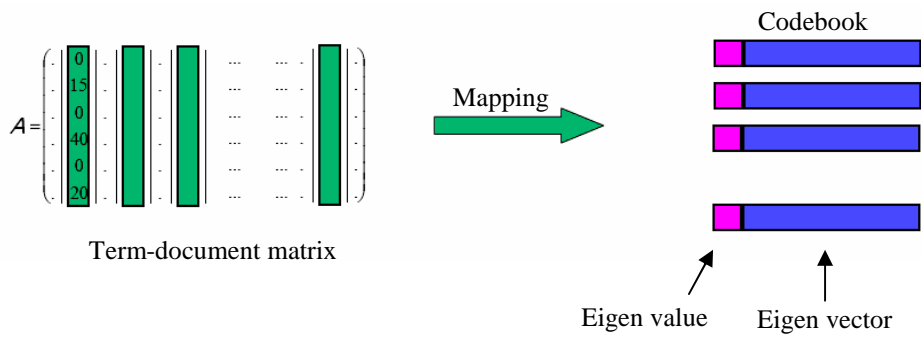 Codebook
0
15
0
40
0
20
A=
Mapping
Term-document matrix
Eigen value
Eigen vector